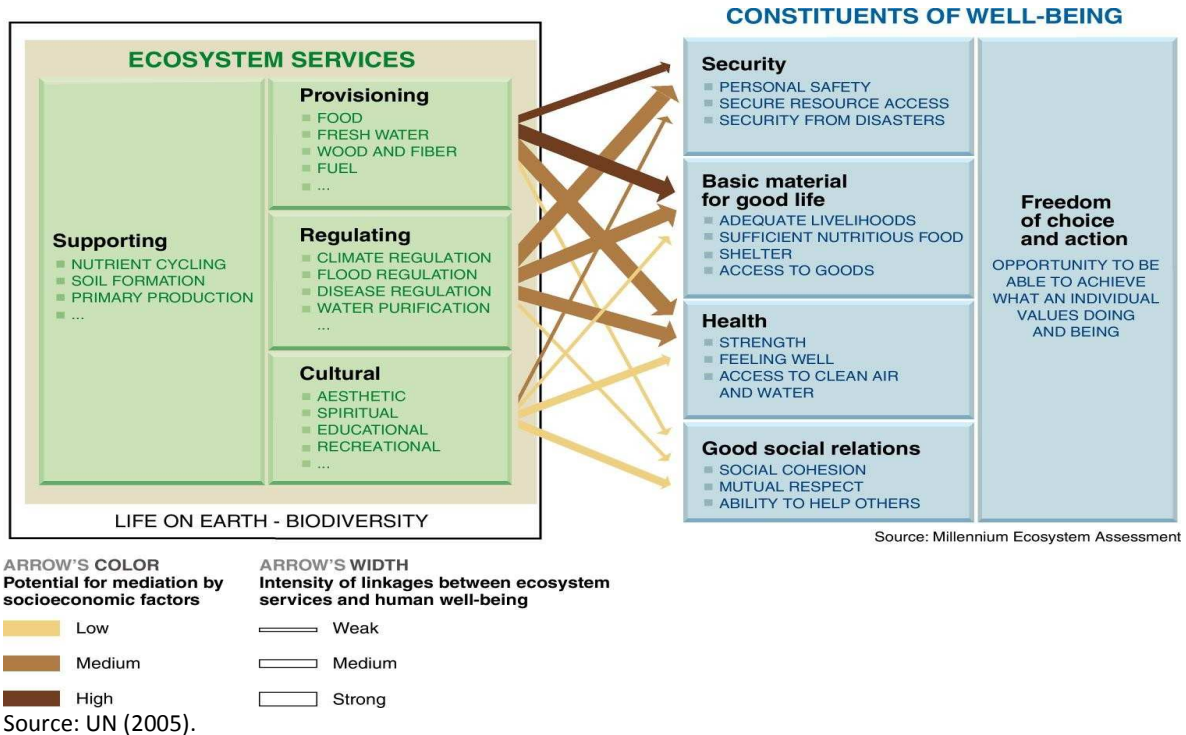 CONSTITUENTS OF WELL-BEING
ECOSYSTEM SERVICES
Supporting
NUTRIENT CYCLING
SOIL FORMATION
PRIMARY PRODUCTION
...
Provisioning
FOOD
FRESH WATER
WOOD AND FIBER
FUEL
...
Regulating
CLIMATE REGULATION
FLOOD REGULATION
DISEASE REGULATION
WATER PURIFICATION
...
Cultural
AESTHETIC
SPIRITUAL
EDUCATIONAL
RECREATIONAL
...
LIFE ON EARTH - BIODIVERSITY
Security
PERSONAL SAFETY
SECURE RESOURCE ACCESS
SECURITY FROM DISASTERS
Basic material
for good life
ADEQUATE LIVELIHOODS
SUFFICIENT NUTRITIOUS FOOD
SHELTER
ACCESS TO GOODS
Health
STRENGTH
FEELING WELL
ACCESS TO CLEAN AIR
AND WATER
Good social relations
SOCIAL COHESION
MUTUAL RESPECT
ABILITY TO HELP OTHERS
Freedom
of choice
and action
OPPORTUNITY TO BE
ABLE TO ACHIEVE
WHAT AN INDIVIDUAL
VALUES DOING
AND BEING
Source: Millennium Ecosystem Assessment
ARROW'S COLOR
Potential for mediation by
socioeconomic factors
Low
Medium
High
ARROW'S WIDTH
Intensity of linkages between ecosystem
services and human well-being
Weak
Medium
Strong
Source: UN (2005).